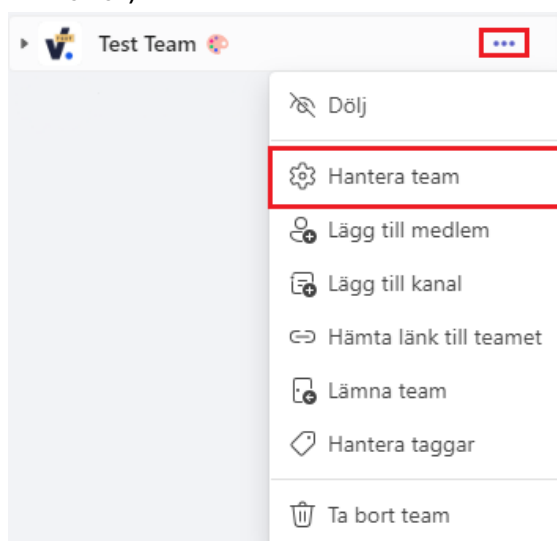 Test Team 🎨
Dölj
Hantera team
Lägg till medlem
Lägg till kanal
Hämta länk till teamet
Lämna team
Hantera taggar
Ta bort team